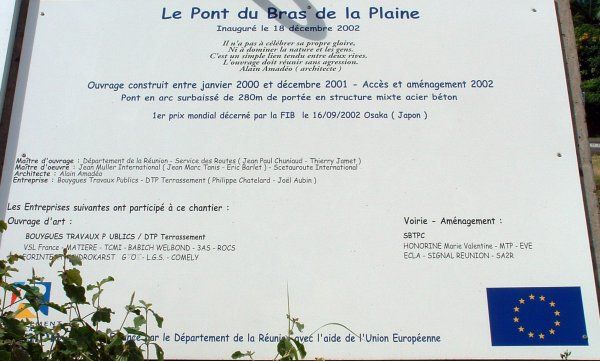 Le Pont du Bras de la Plaine
Inauguré le 18 décembre 2002
Il n'a pas à célébrer sa propre gloire,
Ni à dominer la nature et les gens.
C'est un simple lien tendu entre deux rives.
L'ouvrage doit réunir sans agression.
Alain Amadéo ( architecte )
Ouvrage construit entre janvier 2000 et décembre 2001 - Accès et aménagement 2002
Pont en arc surbaissé de 280m de portée en structure mixte acier béton
1er prix mondial décerné par la FIB le 16/09/2002 Osaka ( Japon )
Maître d'ouvrage : Département de la Réunion - Service des Routes ( Jean Paul Chuniaud - Thierry Jamet )
Maître d'oeuvre : Jean Muller International ( Jean Marc Tanis - Eric Barlet ) - Scetauroute International
Architecte : Alain Amadéo
Entreprise : Bouygues Travaux Publics - DTP Terrassement ( Philippe Chatelard - Joël Aubin )
Les Entreprises suivantes ont participé à ce chantier :
Ouvrage d'art :
BOUYGUES TRAVAUX PUBLICS / DTP Terrassement
VSL France - MATIERE - TCMI - BABICH WELBOND - 3AS - ROCS
- L.G.S. - COMELY
Voirie - Aménagement :
SBTPC
HONORINE Marie Valentine - MTP - EVE
ECLA - SIGNAL REUNION - SA2R
par le Département de la Réunion avec l'aide de l'Union Européenne